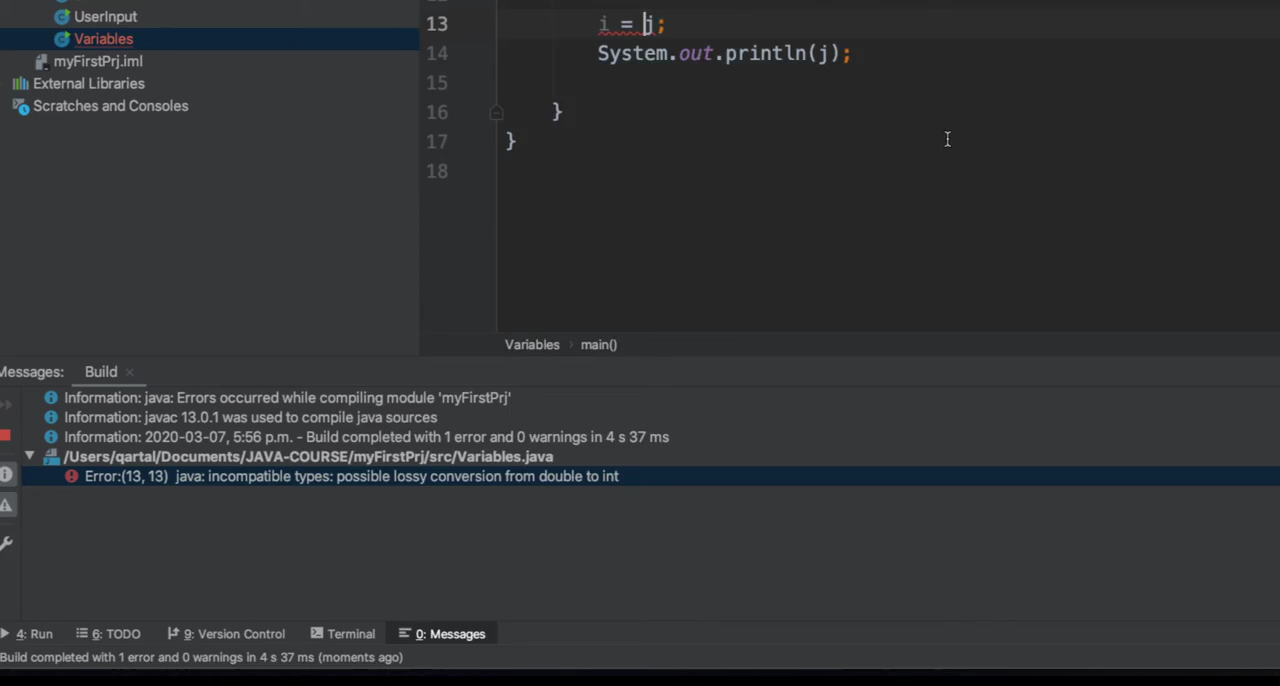 UserInput
Variables
myFirstPrj.iml
External Libraries
Scratches and Consoles
13 i = j;
14 System.out.println(j);
15
16 }
17 }
18
Variables › main()
Messages: Build ×
Information: java: Errors occurred while compiling module 'myFirstPrj'
Information: javac 13.0.1 was used to compile java sources
Information: 2020-03-07, 5:56 p.m. - Build completed with 1 error and 0 warnings in 4 s 37 ms
/Users/qartal/Documents/JAVA-COURSE/myFirstPrj/src/Variables.java
Error:(13, 13) java: incompatible types: possible lossy conversion from double to int
4: Run 6: TODO 9: Version Control Terminal 0: Messages
Build completed with 1 error and 0 warnings in 4 s 37 ms (moments ago)